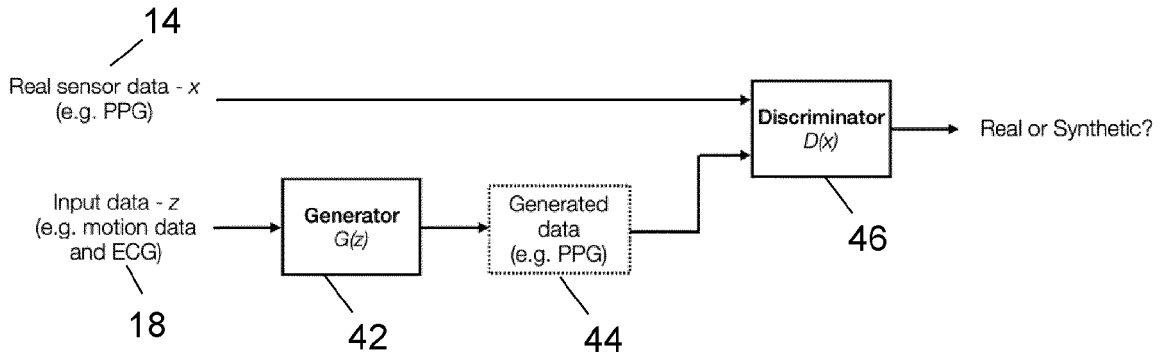 14
Real sensor data - x
(e.g. PPG)
Discriminator
D(x)
Real or Synthetic?
46
Input data - z
(e.g. motion data
and ECG)
18
Generator
G(z)
42
Generated
data
(e.g. PPG)
44